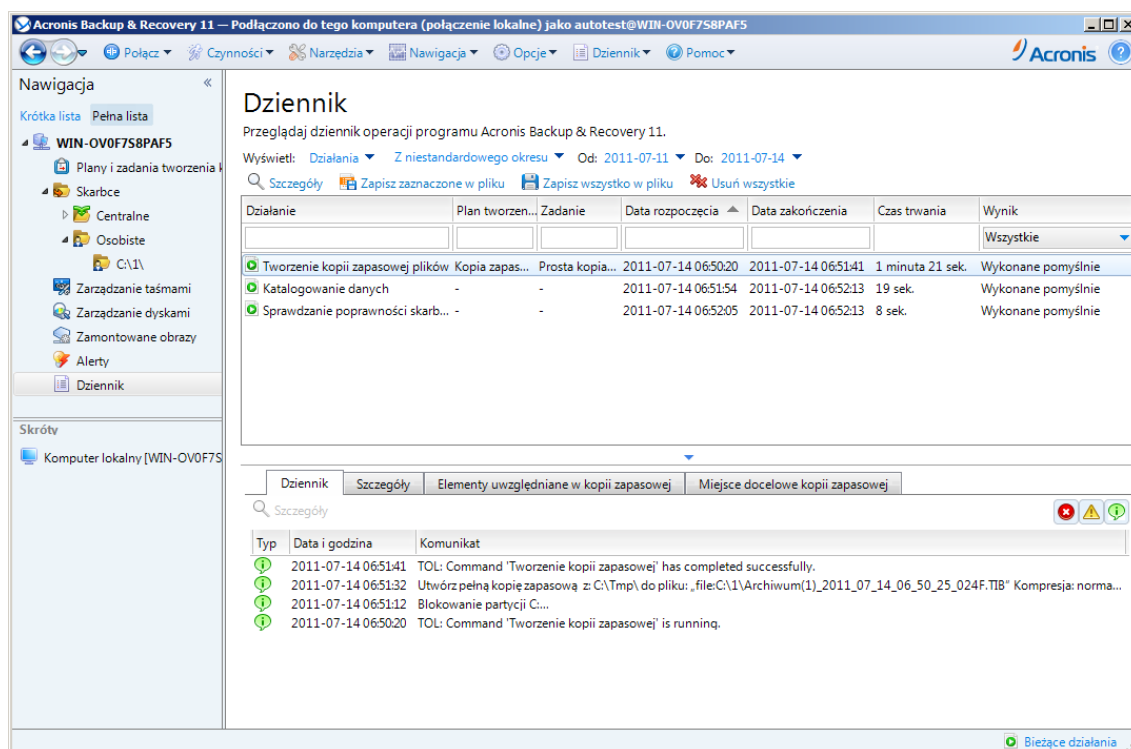 Acronis Backup & Recovery 11 — Podłączono do tego komputera (połączenie lokalne) jako autotest@WIN-OV0F7S8PAF5
Połącz Czynności Narzędzia Nawigacja Opcje Dziennik Pomoc Acronis
Nawigacja
Krótka lista Pełna lista
WIN-OV0F7S8PAF5
Plany i zadania tworzenia k
Skarbce
Centralne
Osobiste
C:\1\
Zarządzanie taśmami
Zarządzanie dyskami
Zamontowane obrazy
Alerty
Dziennik
Skróty
Komputer lokalny [WIN-OV0F7S
Dziennik
Przeglądaj dziennik operacji programu Acronis Backup & Recovery 11.
Wyświetl: Działania Z niestandardowego okresu Od: 2011-07-11 Do: 2011-07-14
Szczegóły Zapisz zaznaczone w pliku Zapisz wszystko w pliku Usuń wszystkie
Działanie Plan tworzen... Zadanie Data rozpoczęcia Data zakończenia Czas trwania Wynik
Wszystkie
Tworzenie kopii zapasowej plików Kopia zapas... Prosta kopia... 2011-07-14 06:50:20 2011-07-14 06:51:41 1 minuta 21 sek. Wykonane pomyślnie
Katalogowanie danych - - 2011-07-14 06:51:54 2011-07-14 06:52:13 19 sek. Wykonane pomyślnie
Sprawdzanie poprawności skarb... - - 2011-07-14 06:52:05 2011-07-14 06:52:13 8 sek. Wykonane pomyślnie
Dziennik Szczegóły Elementy uwzględniane w kopii zapasowej Miejsce docelowe kopii zapasowej
Szczegóły
Typ Data i godzina Komunikat
2011-07-14 06:51:41 TOL: Command 'Tworzenie kopii zapasowej' has completed successfully.
2011-07-14 06:51:32 Utwórz pełną kopię zapasową z: C:\Tmp\ do pliku: „file:C:\1\Archiwum(1)_2011_07_14_06_50_25_024F.TIB” Kompresja: norma...
2011-07-14 06:51:12 Blokowanie partycji C:...
2011-07-14 06:50:20 TOL: Command 'Tworzenie kopii zapasowej' is running.
Bieżące działania